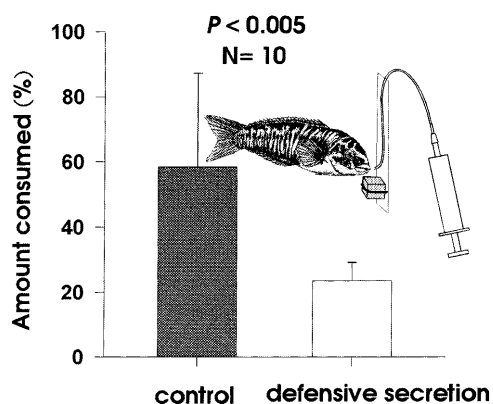 P < 0.005
N= 10
Amount consumed (%)
100
80
60
40
20
0
control
defensive secretion